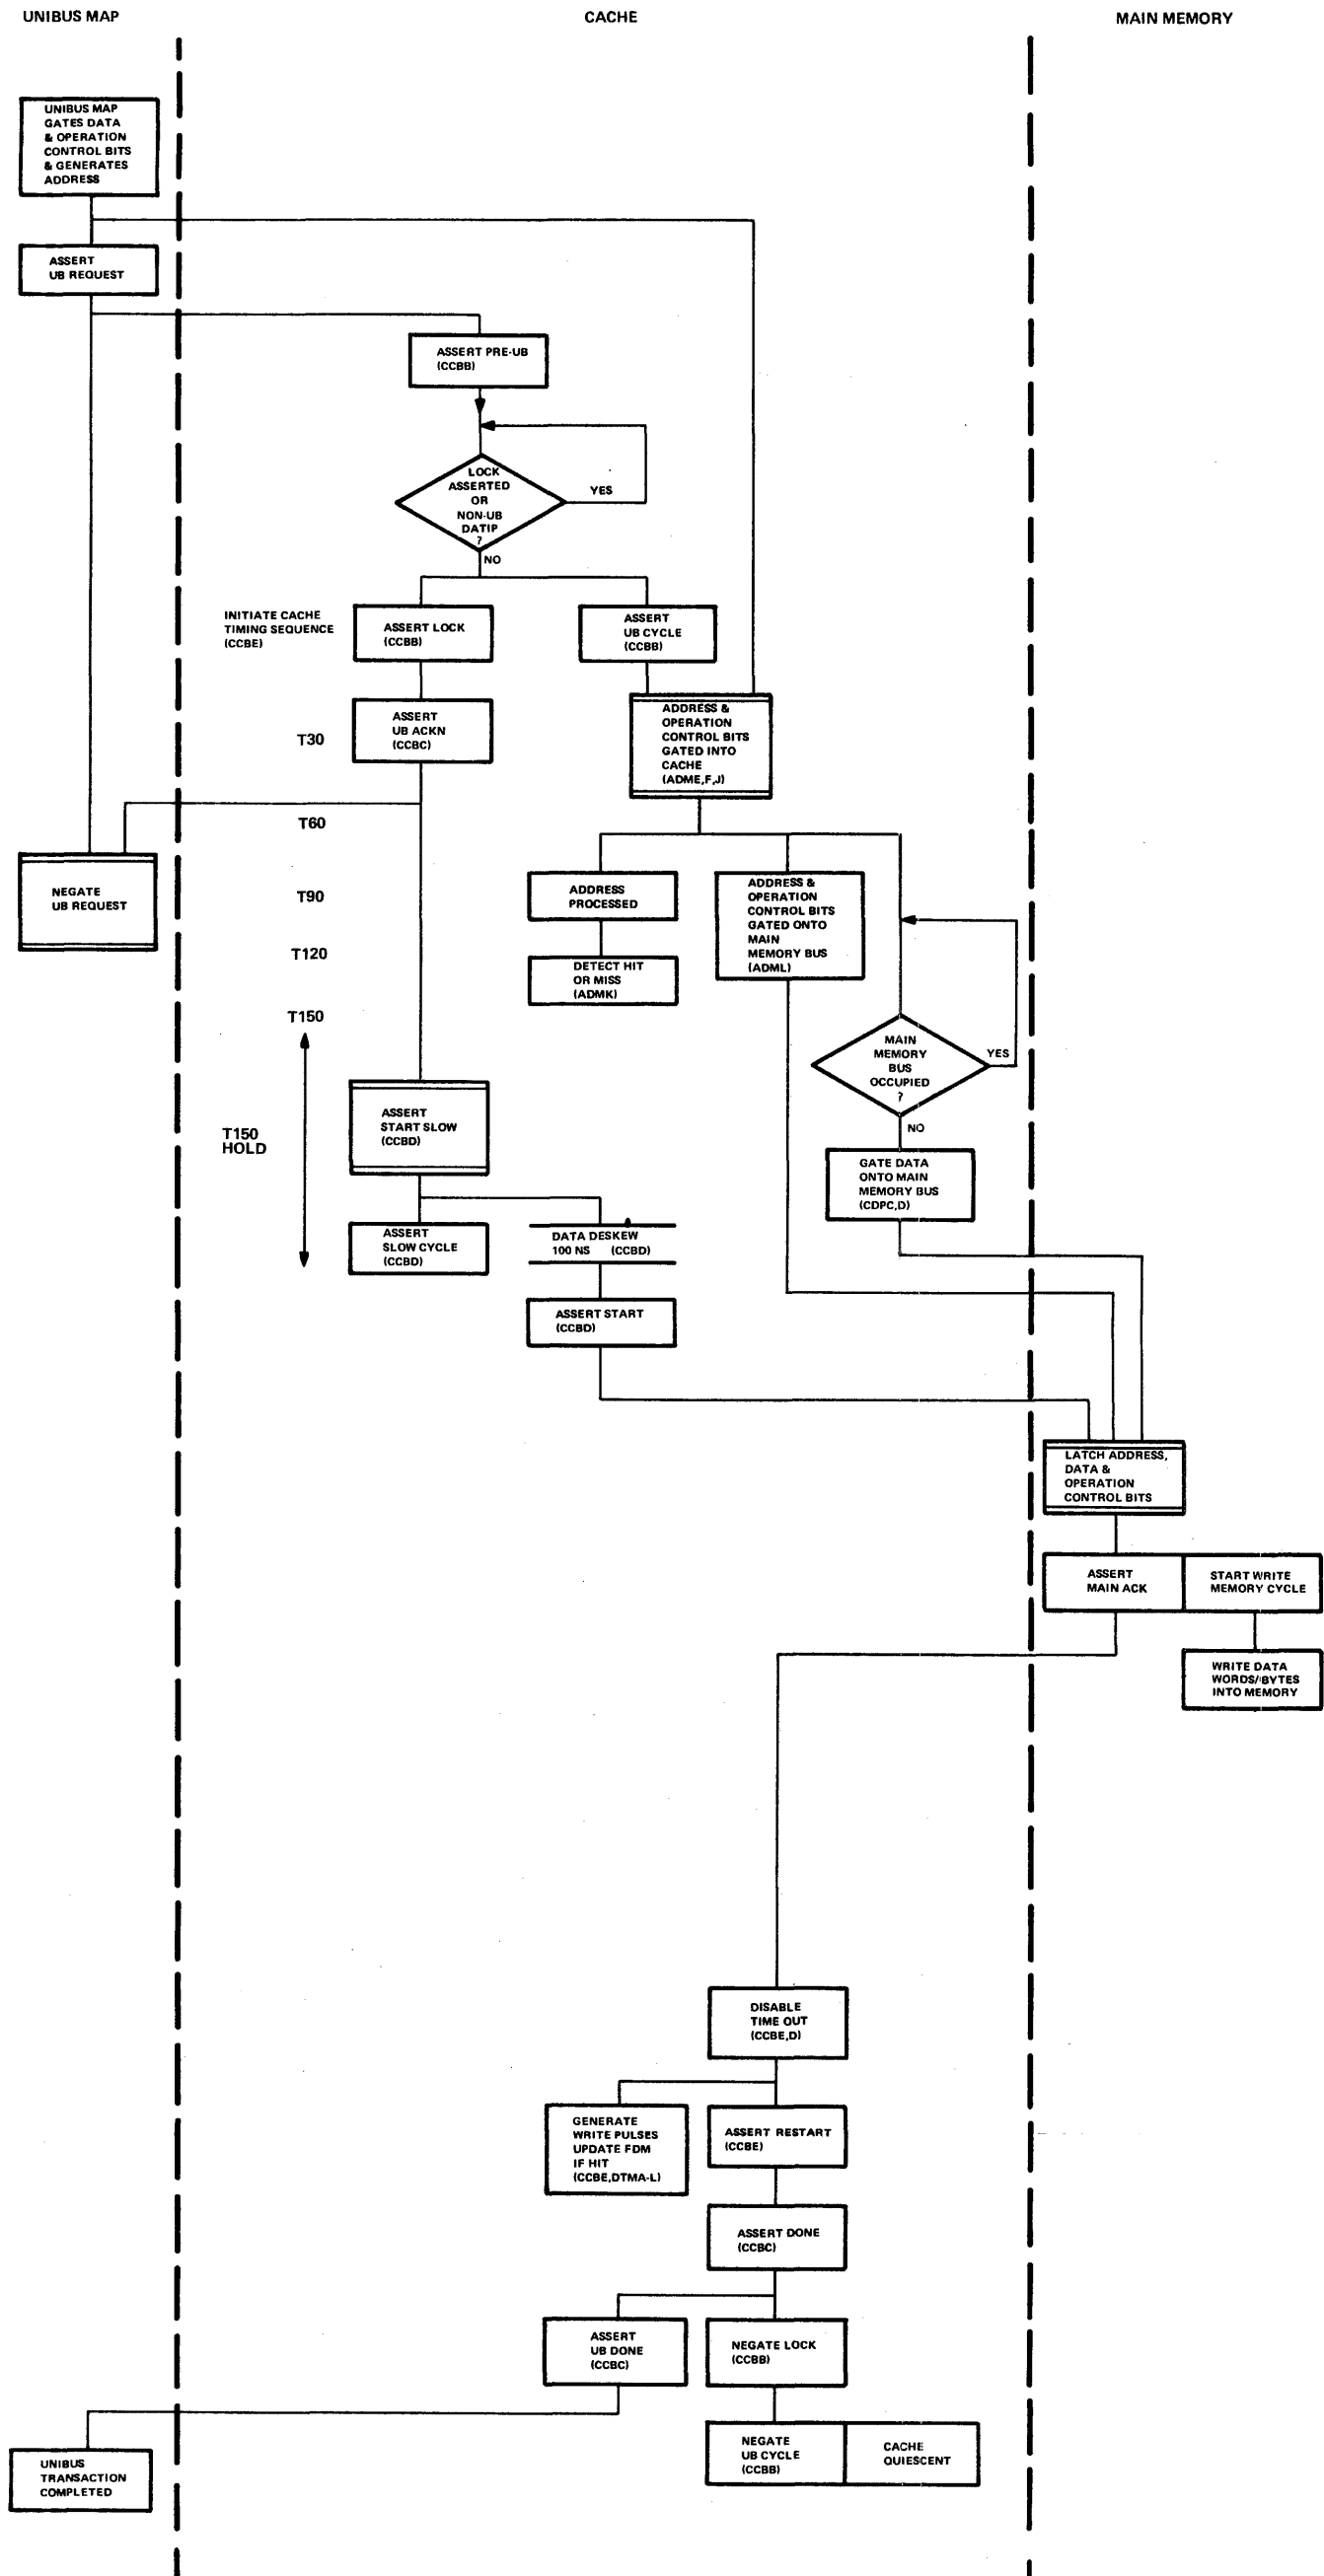 UNIBUS MAP
CACHE
MAIN MEMORY
UNIBUS MAP
GATES DATA
& OPERATION
CONTROL BITS
& GENERATES
ADDRESS
ASSERT
UB REQUEST
ASSERT PRE-UB
(CCBB)
LOCK
ASSERTED
OR
NON-UB
DATIP
?
YES
NO
INITIATE CACHE
TIMING SEQUENCE
(CCBE)
ASSERT LOCK
(CCBB)
ASSERT
UB CYCLE
(CCBB)
T30
ASSERT
UB ACKN
(CCBC)
ADDRESS &
OPERATION
CONTROL BITS
GATED INTO
CACHE
(ADME,F,J)
T60
NEGATE
UB REQUEST
T90
ADDRESS
PROCESSED
ADDRESS &
OPERATION
CONTROL BITS
GATED ONTO
MAIN
MEMORY BUS
(ADML)
T120
DETECT HIT
OR MISS
(ADMK)
T150
MAIN
MEMORY
BUS
OCCUPIED
?
YES
NO
T150
HOLD
ASSERT
START SLOW
(CCBD)
GATE DATA
ONTO MAIN
MEMORY BUS
(CDPC,D)
ASSERT
SLOW CYCLE
(CCBD)
DATA DESKEW
100 NS (CCBD)
ASSERT START
(CCBD)
LATCH ADDRESS,
DATA &
OPERATION
CONTROL BITS
ASSERT
MAIN ACK
START WRITE
MEMORY CYCLE
WRITE DATA
WORDS/BYTES
INTO MEMORY
DISABLE
TIME OUT
(CCBE,D)
GENERATE
WRITE PULSES
UPDATE FDM
IF HIT
(CCBE,DTMA-L)
ASSERT RESTART
(CCBE)
ASSERT DONE
(CCBC)
ASSERT
UB DONE
(CCBC)
NEGATE LOCK
(CCBB)
UNIBUS
TRANSACTION
COMPLETED
NEGATE
UB CYCLE
(CCBB)
CACHE
QUIESCENT